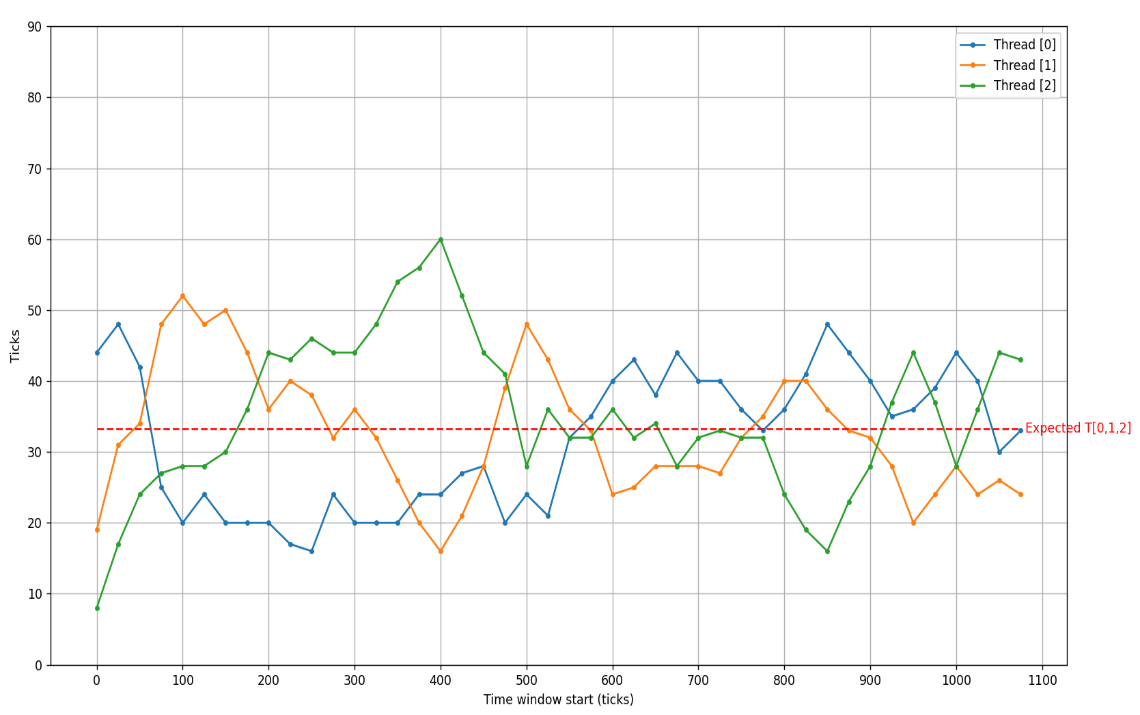 90
80
70
60
50
40
30
20
10
0
Ticks
Thread [0]
Thread [1]
Thread [2]
Expected T[0,1,2]
0 100 200 300 400 500 600 700 800 900 1000 1100
Time window start (ticks)